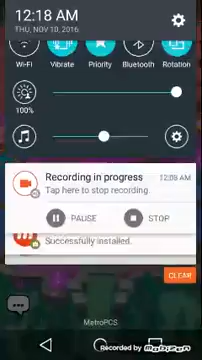 12:18 AM
THU, NOV 10, 2016
Wi-Fi Vibrate Priority Bluetooth Rotation
100%
Recording in progress 12:08 AM
Tap here to stop recording.
PAUSE STOP
Successfully installed.
CLEAR
MetroPCS
Recorded by Mobizen